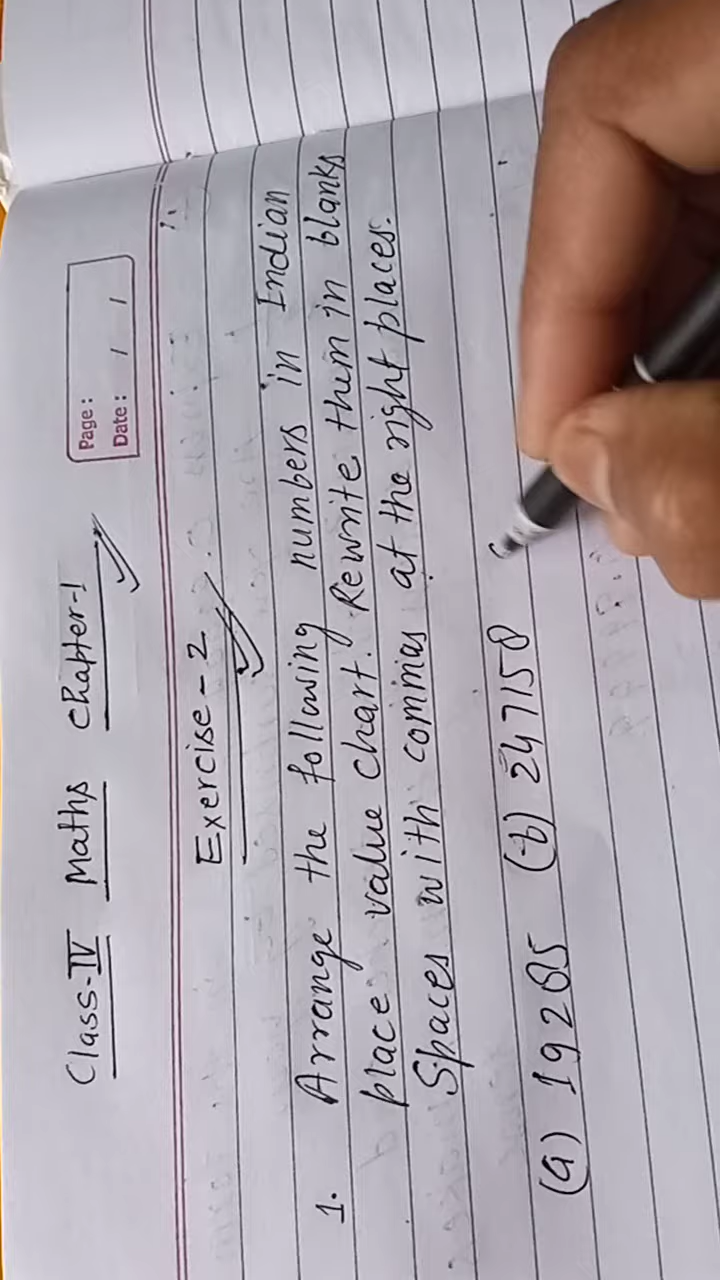 Page:
Date: / /
Class-IV Maths Chapter-1
Exercise-2
1. Arrange the following numbers in Indian
place value chart. Rewrite them in blanks
Spaces with commas at the right places.
(a) 19265 (b) 247158